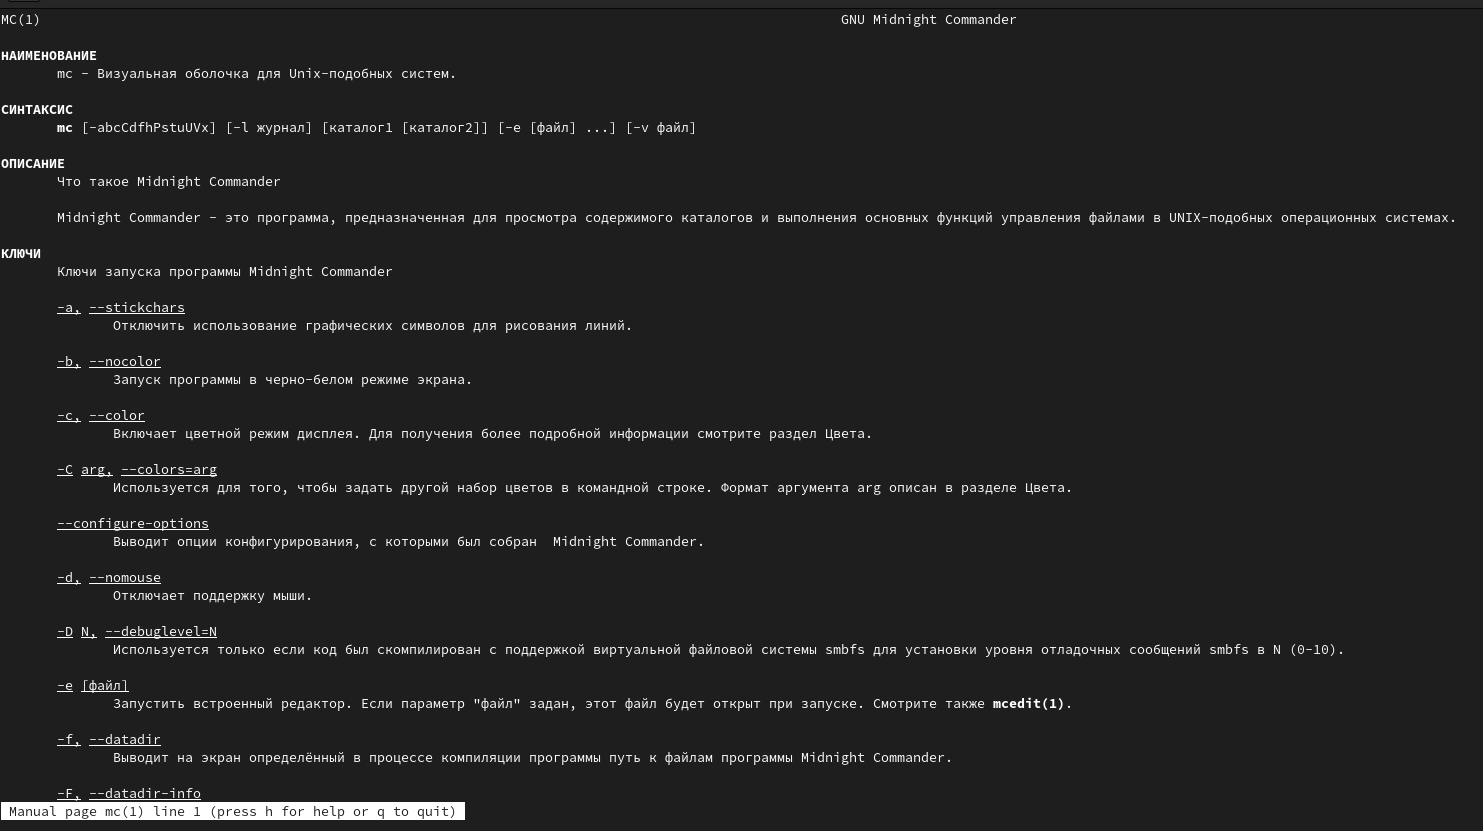 MC(1) GNU Midnight Commander
НАИМЕНОВАНИЕ
mc - Визуальная оболочка для Unix-подобных систем.
СИНТАКСИС
mc [-abcCdfhPstuUVx] [-l журнал] [каталог1 [каталог2]] [-e [файл] ...] [-v файл]
ОПИСАНИЕ
Что такое Midnight Commander
Midnight Commander - это программа, предназначенная для просмотра содержимого каталогов и выполнения основных функций управления файлами в UNIX-подобных операционных системах.
КЛЮЧИ
Ключи запуска программы Midnight Commander
-a, --stickchars
Отключить использование графических символов для рисования линий.
-b, --nocolor
Запуск программы в черно-белом режиме экрана.
-c, --color
Включает цветной режим дисплея. Для получения более подробной информации смотрите раздел Цвета.
-C arg, --colors=arg
Используется для того, чтобы задать другой набор цветов в командной строке. Формат аргумента arg описан в разделе Цвета.
--configure-options
Выводит опции конфигурирования, с которыми был собран  Midnight Commander.
-d, --nomouse
Отключает поддержку мыши.
-D N, --debuglevel=N
Используется только если код был скомпилирован с поддержкой виртуальной файловой системы smbfs для установки уровня отладочных сообщений smbfs в N (0-10).
-e [файл]
Запустить встроенный редактор. Если параметр "файл" задан, этот файл будет открыт при запуске. Смотрите также mcedit(1).
-f, --datadir
Выводит на экран определённый в процессе компиляции программы путь к файлам программы Midnight Commander.
-F, --datadir-info
Manual page mc(1) line 1 (press h for help or q to quit)